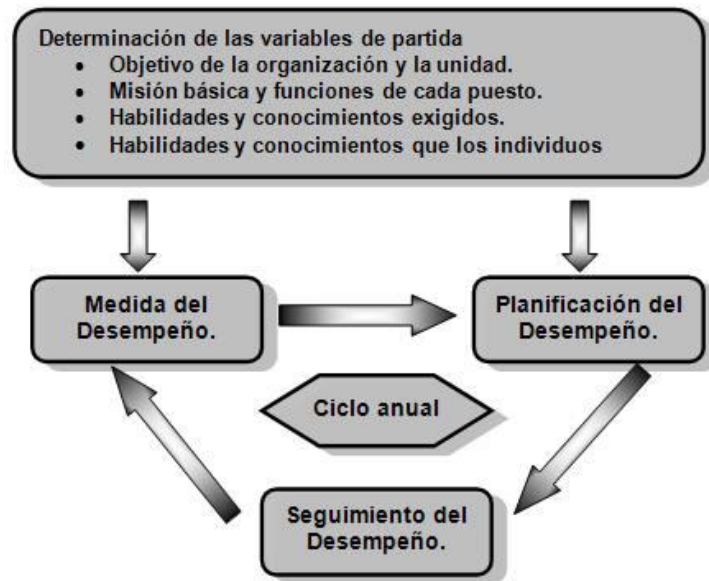 Determinación de las variables de partida
• Objetivo de la organización y la unidad.
• Misión básica y funciones de cada puesto.
• Habilidades y conocimientos exigidos.
• Habilidades y conocimientos que los individuos
Medida del
Desempeño.
Planificación del
Desempeño.
Ciclo anual
Seguimiento del
Desempeño.